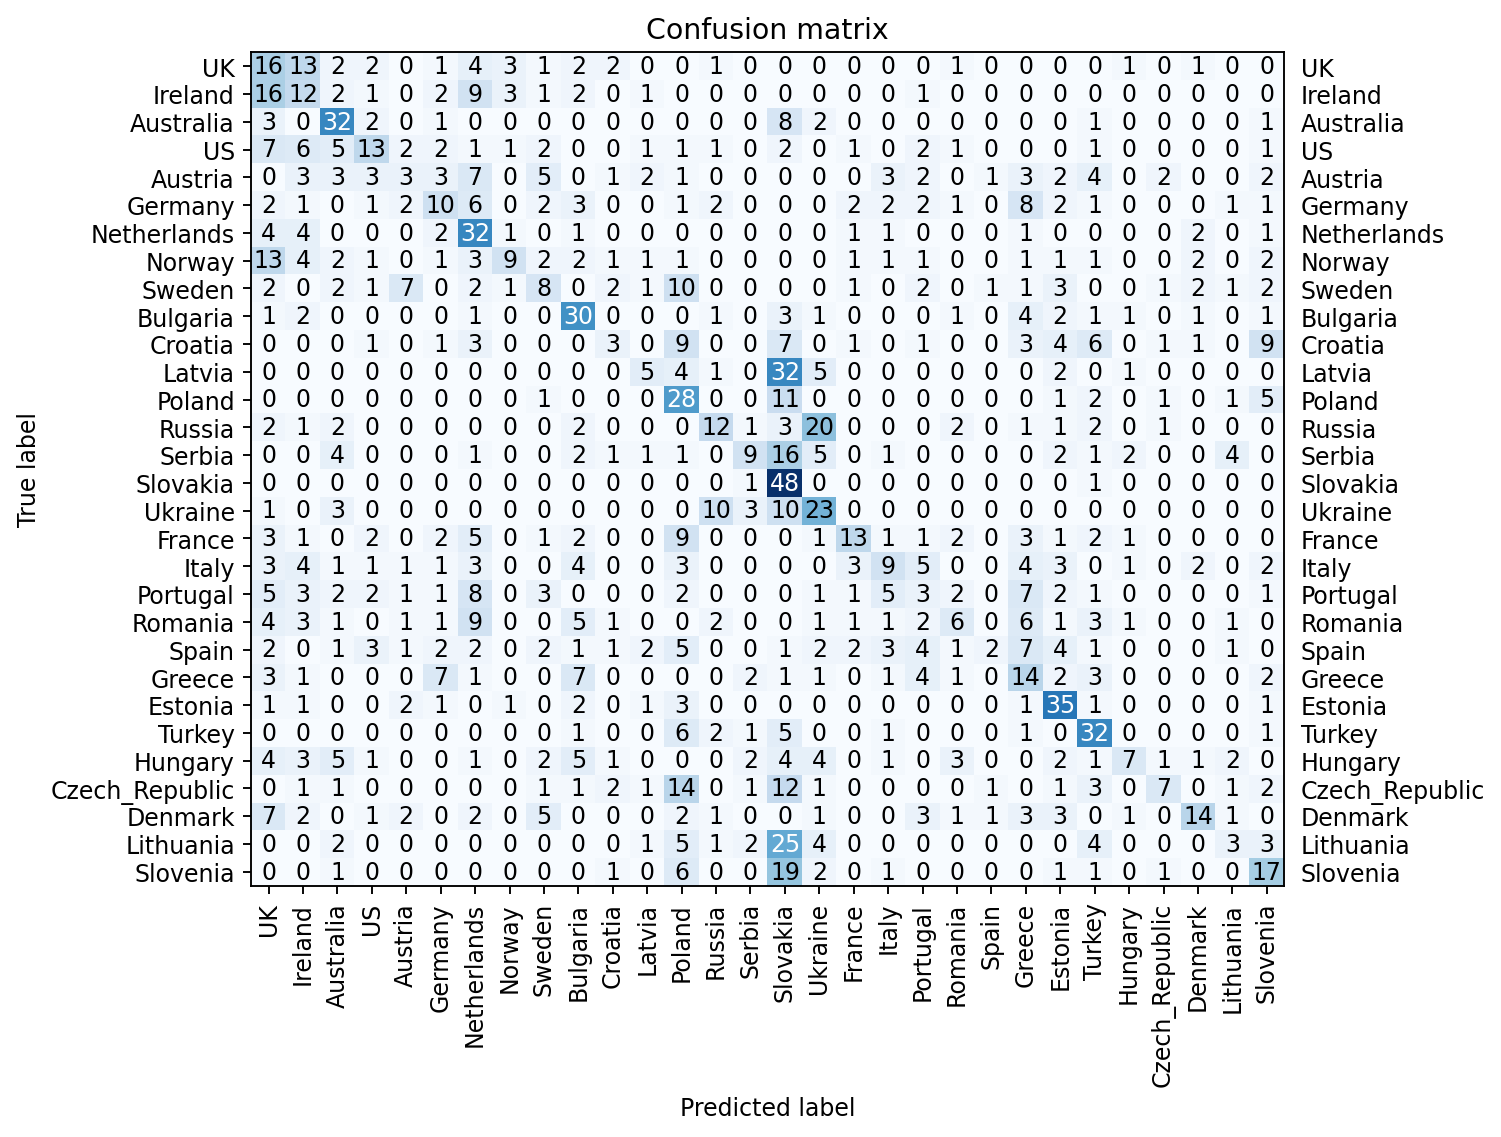 Confusion matrix
UK 16 13 2 2 0 1 4 3 1 2 2 0 0 1 0 0 0 0 0 0 1 0 0 0 0 1 0 1 0 0 UK
Ireland 16 12 2 1 0 2 9 3 1 2 0 1 0 0 0 0 0 0 0 1 0 0 0 0 0 0 0 0 0 0 Ireland
Australia 3 0 32 2 0 1 0 0 0 0 0 0 0 0 0 8 2 0 0 0 0 0 0 0 1 0 0 0 0 1 Australia
US 7 6 5 13 2 2 1 1 2 0 0 1 1 1 0 2 0 1 0 2 1 0 0 0 1 0 0 0 0 1 US
Austria 0 3 3 3 3 3 7 0 5 0 1 2 1 0 0 0 0 0 3 2 0 1 3 2 4 0 2 0 0 2 Austria
Germany 2 1 0 1 2 10 6 0 2 3 0 0 1 2 0 0 0 2 2 2 1 0 8 2 1 0 0 0 1 1 Germany
Netherlands 4 4 0 0 0 2 32 1 0 1 0 0 0 0 0 0 0 1 1 0 0 0 1 0 0 0 0 2 0 1 Netherlands
Norway 13 4 2 1 0 1 3 9 2 2 1 1 1 0 0 0 0 1 1 1 0 0 1 1 1 0 0 2 0 2 Norway
Sweden 2 0 2 1 7 0 2 1 8 0 2 1 10 0 0 0 0 1 0 2 0 1 1 3 0 0 1 2 1 2 Sweden
Bulgaria 1 2 0 0 0 0 1 0 0 30 0 0 0 1 0 3 1 0 0 0 1 0 4 2 1 1 0 1 0 1 Bulgaria
Croatia 0 0 0 1 0 1 3 0 0 0 3 0 9 0 0 7 0 1 0 1 0 0 3 4 6 0 1 1 0 9 Croatia
Latvia 0 0 0 0 0 0 0 0 0 0 0 5 4 1 0 32 5 0 0 0 0 0 0 2 0 1 0 0 0 0 Latvia
Poland 0 0 0 0 0 0 0 0 1 0 0 0 28 0 0 11 0 0 0 0 0 0 0 1 2 0 1 0 1 5 Poland
Russia 2 1 2 0 0 0 0 0 0 2 0 0 0 12 1 3 20 0 0 0 2 0 1 1 2 0 1 0 0 0 Russia
Serbia 0 0 4 0 0 0 1 0 0 2 1 1 1 0 9 16 5 0 1 0 0 0 0 2 1 2 0 0 4 0 Serbia
Slovakia 0 0 0 0 0 0 0 0 0 0 0 0 0 0 1 48 0 0 0 0 0 0 0 0 1 0 0 0 0 0 Slovakia
Ukraine 1 0 3 0 0 0 0 0 0 0 0 0 0 10 3 10 23 0 0 0 0 0 0 0 0 0 0 0 0 0 Ukraine
France 3 1 0 2 0 2 5 0 1 2 0 0 9 0 0 0 1 13 1 1 2 0 3 1 2 1 0 0 0 0 France
Italy 3 4 1 1 1 1 3 0 0 4 0 0 3 0 0 0 0 3 9 5 0 0 4 3 0 1 0 2 0 2 Italy
Portugal 5 3 2 2 1 1 8 0 3 0 0 0 2 0 0 0 1 1 5 3 2 0 7 2 1 0 0 0 0 1 Portugal
Romania 4 3 1 0 1 1 9 0 0 5 1 0 0 2 0 0 1 1 1 2 6 0 6 1 3 1 0 0 1 0 Romania
Spain 2 0 1 3 1 2 2 0 2 1 1 2 5 0 0 1 2 2 3 4 1 2 7 4 1 0 0 0 1 0 Spain
Greece 3 1 0 0 0 7 1 0 0 7 0 0 0 0 2 1 1 0 1 4 1 0 14 2 3 0 0 0 0 2 Greece
Estonia 1 1 0 0 2 1 0 1 0 2 0 1 3 0 0 0 0 0 0 0 0 0 1 35 1 0 0 0 0 1 Estonia
Turkey 0 0 0 0 0 0 0 0 0 1 0 0 6 2 1 5 0 0 1 0 0 0 1 0 32 0 0 0 0 1 Turkey
Hungary 4 3 5 1 0 0 1 0 2 5 1 0 0 0 2 4 4 0 1 0 3 0 0 2 1 7 1 1 2 0 Hungary
Czech_Republic 0 1 1 0 0 0 0 0 1 1 2 1 14 0 1 12 1 0 0 0 0 1 0 1 3 0 7 0 1 2 Czech_Republic
Denmark 7 2 0 1 2 0 2 0 5 0 0 0 2 1 0 0 1 0 0 3 1 1 3 3 0 1 0 14 1 0 Denmark
Lithuania 0 0 2 0 0 0 0 0 0 0 0 1 5 1 2 25 4 0 0 0 0 0 0 0 4 0 0 0 3 3 Lithuania
Slovenia 0 0 1 0 0 0 0 0 0 0 1 0 6 0 0 19 2 0 1 0 0 0 0 1 1 0 1 0 0 17 Slovenia
True label
UK Ireland Australia US Austria Germany Netherlands Norway Sweden Bulgaria Croatia Latvia Poland Russia Serbia Slovakia Ukraine France Italy Portugal Romania Spain Greece Estonia Turkey Hungary Czech_Republic Denmark Lithuania Slovenia
Predicted label